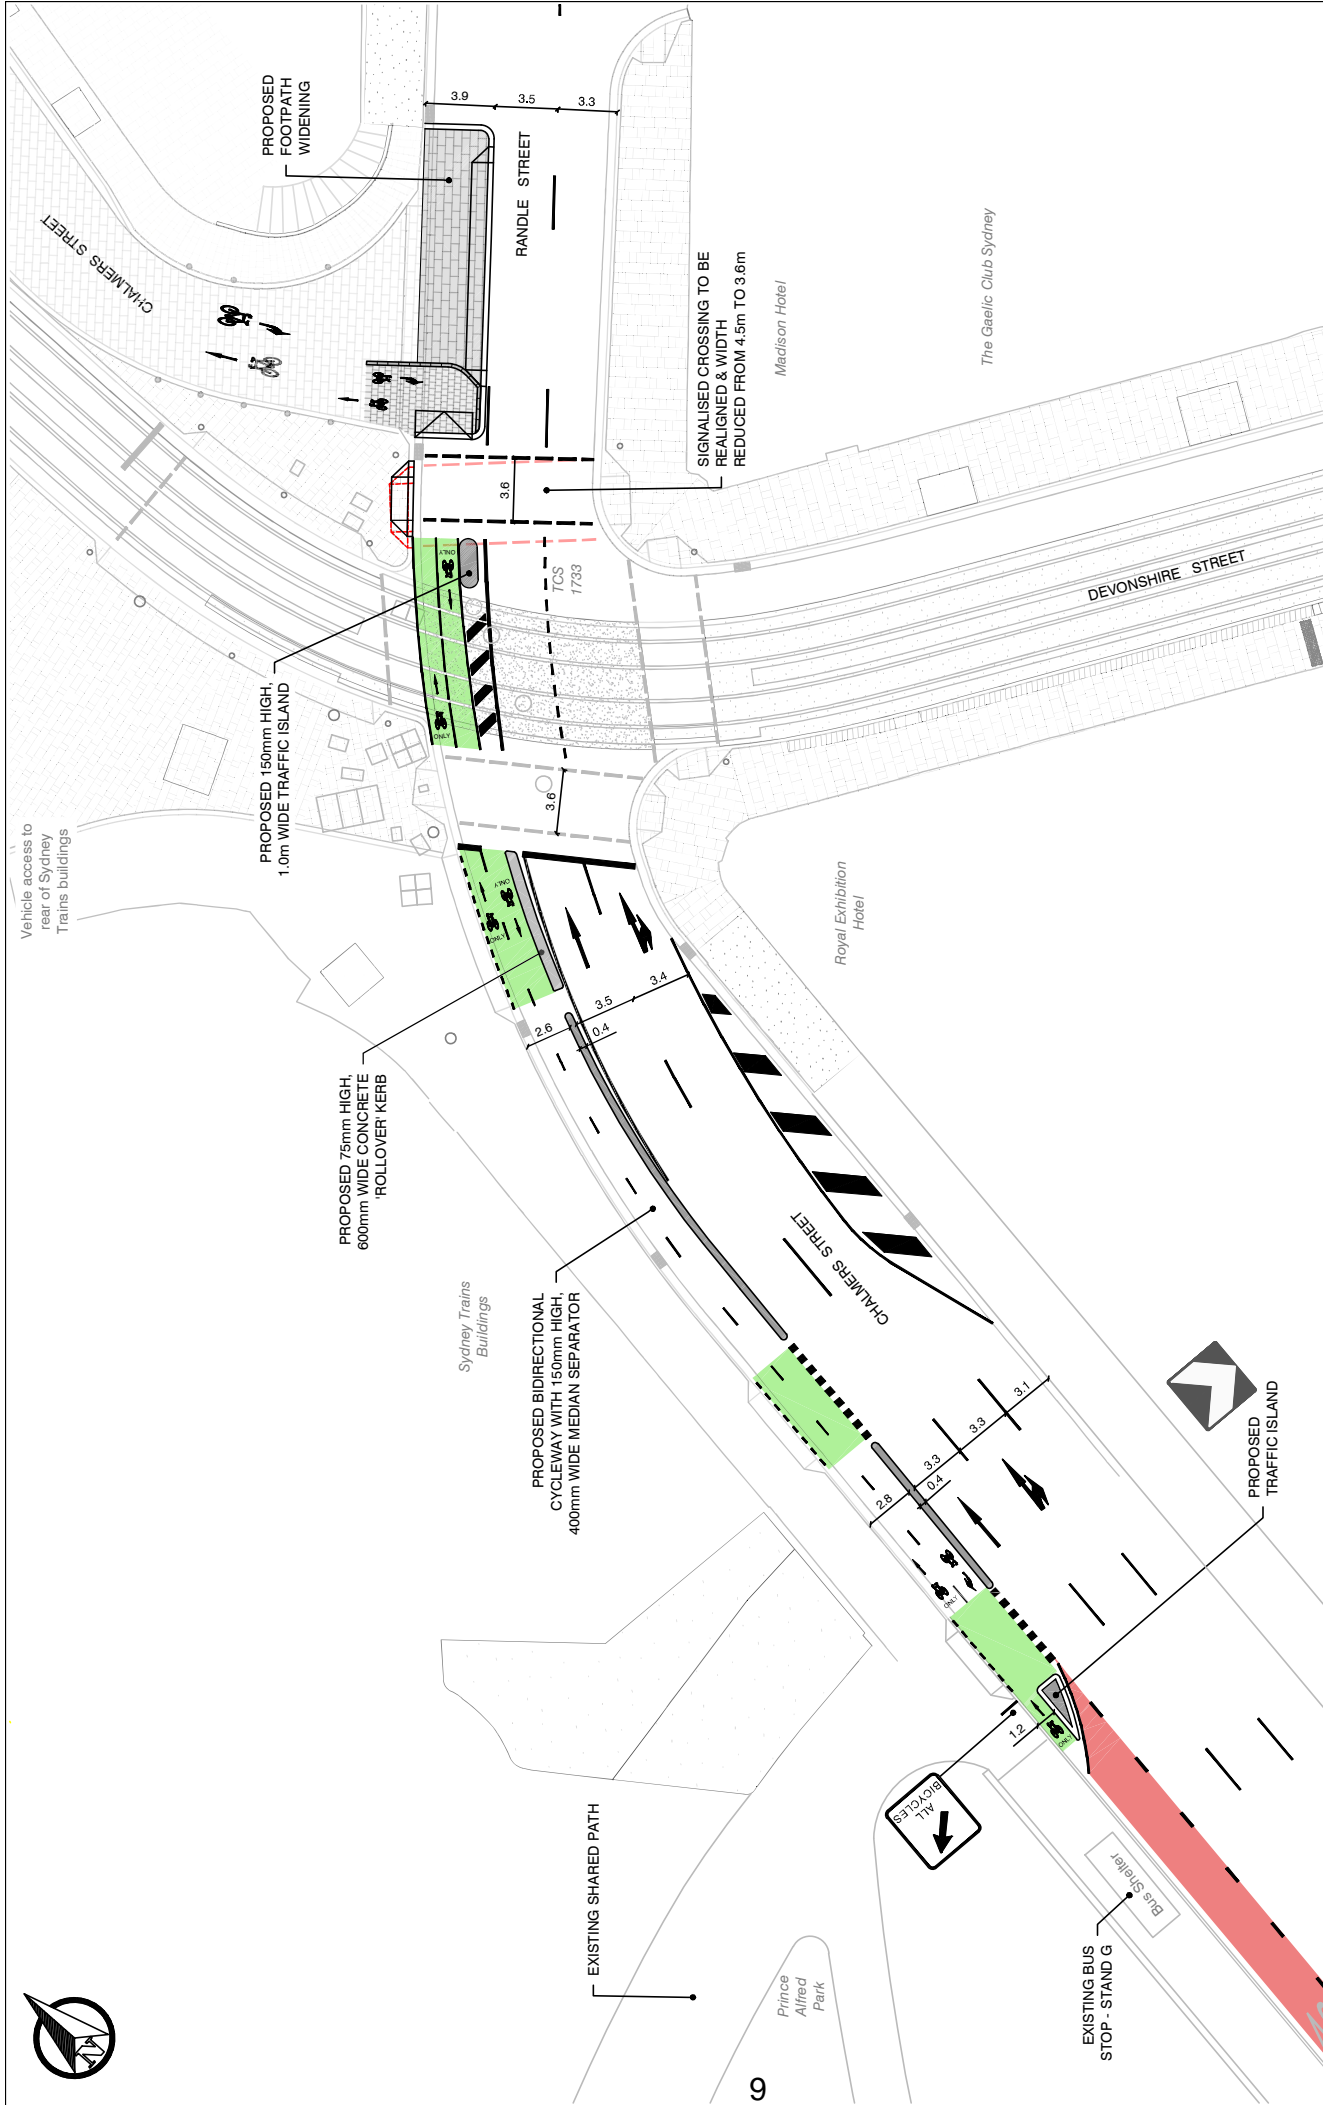 PROPOSED
FOOTPATH
WIDENING
CHALMERS STREET
3.9
3.5
3.3
RANDLE STREET
SIGNALISED CROSSING TO BE
REALIGNED & WIDTH
REDUCED FROM 4.5m TO 3.6m
Madison Hotel
The Gaelic Club Sydney
3.6
ONLY
TCS
1733
DEVONSHIRE STREET
PROPOSED 150mm HIGH,
1.0m WIDE TRAFFIC ISLAND
ONLY
3.6
Vehicle access to
rear of Sydney
Trains buildings
ONLY
ONLY
Royal Exhibition
Hotel
PROPOSED 75mm HIGH,
600mm WIDE CONCRETE
'ROLLOVER' KERB
2.6
0.4
3.5
3.4
Sydney Trains
Buildings
PROPOSED BIDIRECTIONAL
CYCLEWAY WITH 150mm HIGH,
400mm WIDE MEDIAN SEPARATOR
CHALMERS STREET
2.8
0.4
3.3
3.3
3.1
PROPOSED
TRAFFIC ISLAND
ONLY
1.2
ONLY
ALL
BICYCLES
EXISTING SHARED PATH
Prince
Alfred
Park
Bus Shelter
EXISTING BUS
STOP - STAND G
N
9